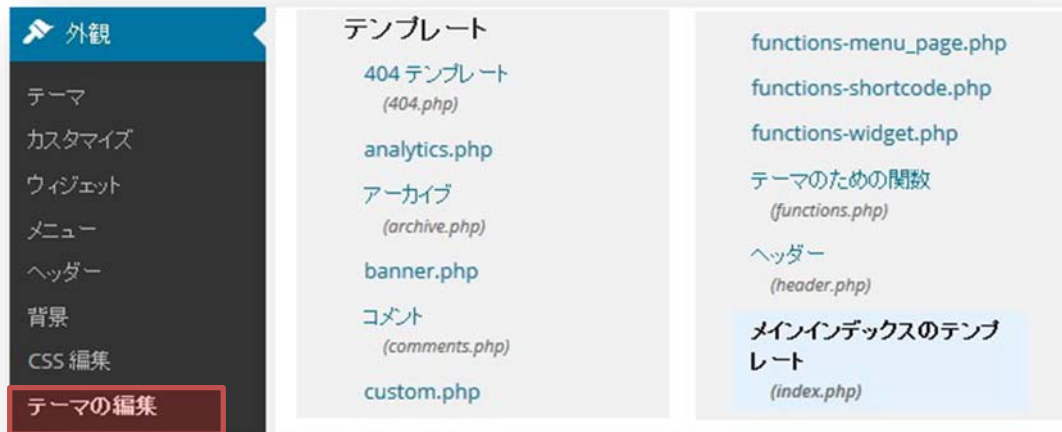 外観
テーマ
カスタマイズ
ウィジェット
メニュー
ヘッダー
背景
CSS 編集
テーマの編集
テンプレート
404 テンプレート
(404.php)
analytics.php
アーカイブ
(archive.php)
banner.php
コメント
(comments.php)
custom.php
functions-menu_page.php
functions-shortcode.php
functions-widget.php
テーマのための関数
(functions.php)
ヘッダー
(header.php)
メインインデックスのテンプ
レート
(index.php)